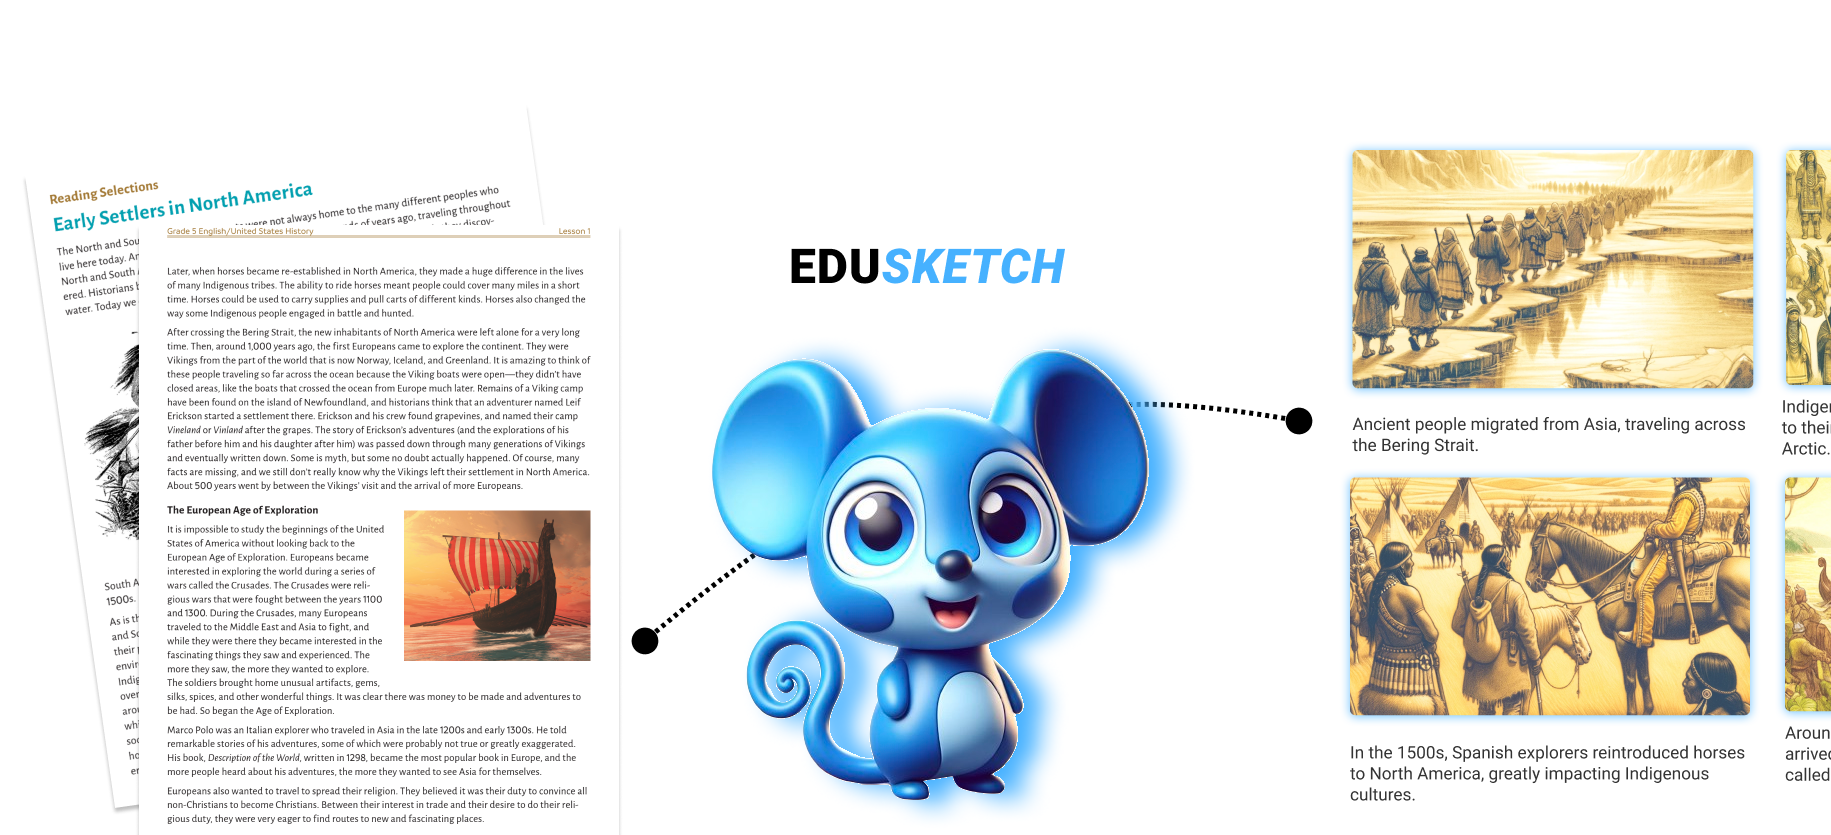 Reading Selections
Early Settlers in North America
were not always home to the many different peoples who
of years ago, traveling throughout
The North and Sou
live here today. An
North and South A
ered. Historians b
water. Today we
South A
1500s.
As is th
and So
their p
envir
Indig
over
arou
wh
soc
ho
er
Grade 5 English/United States History Lesson 1
Later, when horses became re-established in North America, they made a huge difference in the lives
of many Indigenous tribes. The ability to ride horses meant people could cover many miles in a short
time. Horses could be used to carry supplies and pull carts of different kinds. Horses also changed the
way some Indigenous people engaged in battle and hunted.
After crossing the Bering Strait, the new inhabitants of North America were left alone for a very long
time. Then, around 1,000 years ago, the first Europeans came to explore the continent. They were
Vikings from the part of the world that is now Norway, Iceland, and Greenland. It is amazing to think of
these people traveling so far across the ocean because the Viking boats were open—they didn't have
closed areas, like the boats that crossed the ocean from Europe much later. Remains of a Viking camp
have been found on the island of Newfoundland, and historians think that an adventurer named Leif
Erickson started a settlement there. Erickson and his crew found grapevines, and named their camp
Vineland or Vinland after the grapes. The story of Erickson's adventures (and the explorations of his
father before him and his daughter after him) was passed down through many generations of Vikings
and eventually written down. Some is myth, but some no doubt actually happened. Of course, many
facts are missing, and we still don't really know why the Vikings left their settlement in North America.
About 500 years went by between the Vikings' visit and the arrival of more Europeans.
The European Age of Exploration
It is impossible to study the beginnings of the United
States of America without looking back to the
European Age of Exploration. Europeans became
interested in exploring the world during a series of
wars called the Crusades. The Crusades were reli-
gious wars that were fought between the years 1100
and 1300. During the Crusades, many Europeans
traveled to the Middle East and Asia to fight, and
while they were there they became interested in the
fascinating things they saw and experienced. The
more they saw, the more they wanted to explore.
The soldiers brought home unusual artifacts, gems,
silks, spices, and other wonderful things. It was clear there was money to be made and adventures to
be had. So began the Age of Exploration.
Marco Polo was an Italian explorer who traveled in Asia in the late 1200s and early 1300s. He told
remarkable stories of his adventures, some of which were probably not true or greatly exaggerated.
His book, Description of the World, written in 1298, became the most popular book in Europe, and the
more people heard about his adventures, the more they wanted to see Asia for themselves.
Europeans also wanted to travel to spread their religion. They believed it was their duty to convince all
non-Christians to become Christians. Between their interest in trade and their desire to do their reli-
gious duty, they were very eager to find routes to new and fascinating places.
EDUSKETCH
Ancient people migrated from Asia, traveling across
the Bering Strait.
Indiger
to thei
Arctic.
In the 1500s, Spanish explorers reintroduced horses
to North America, greatly impacting Indigenous
cultures.
Aroun
arrived
called